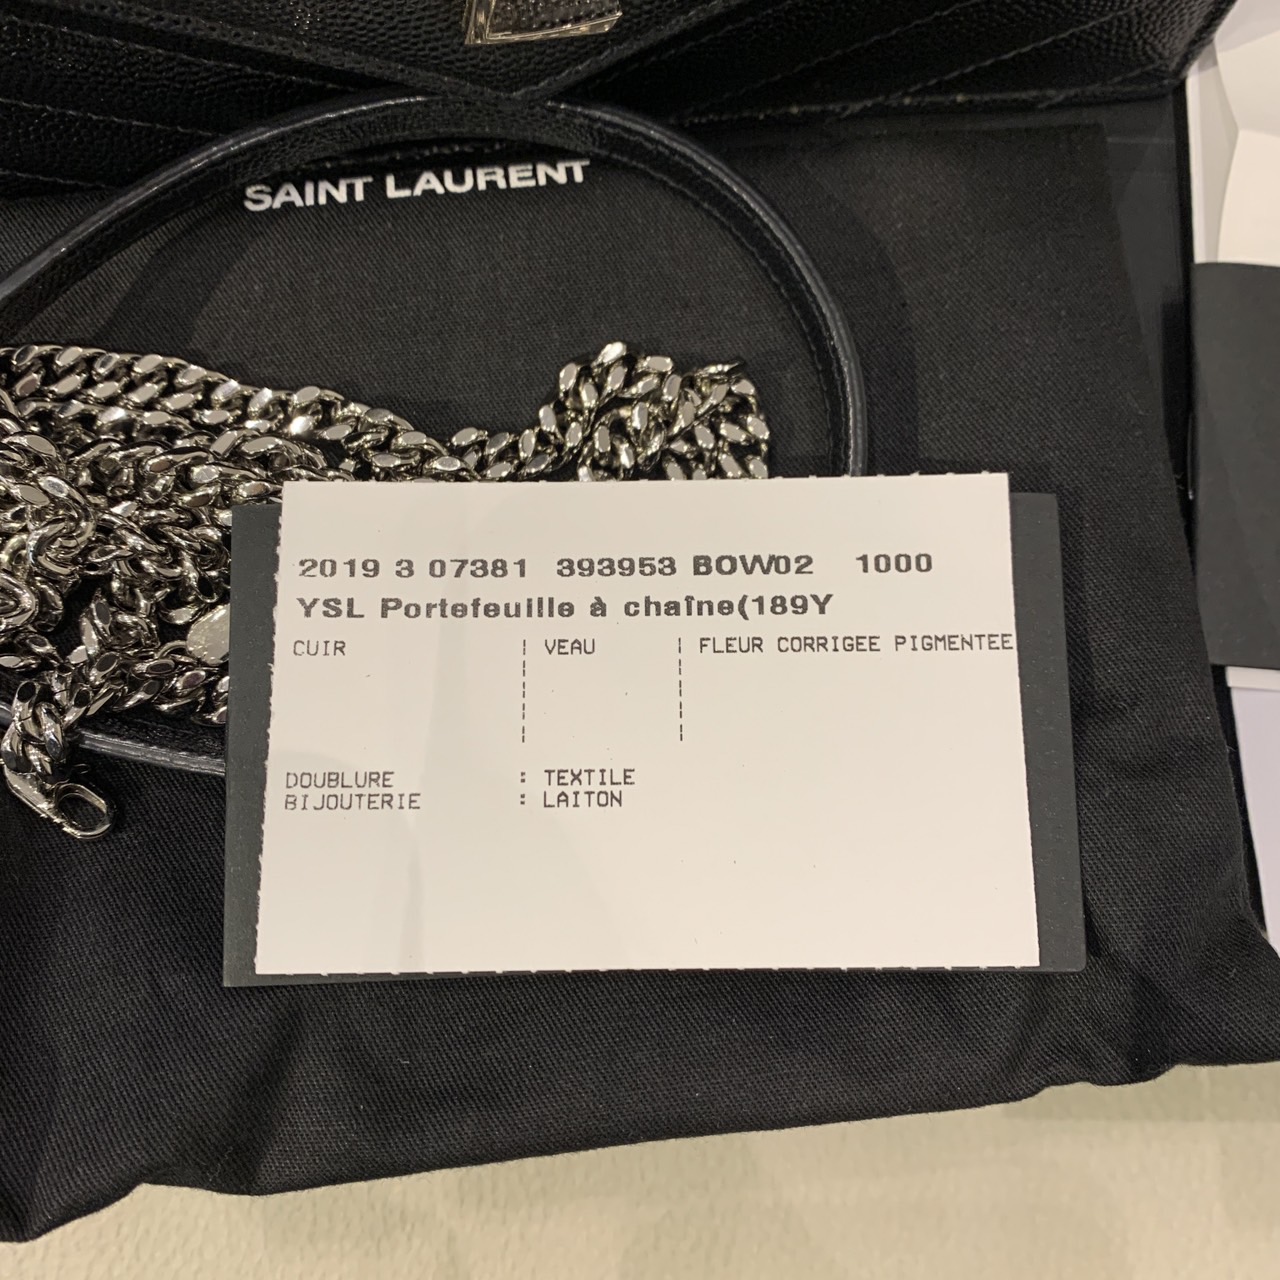 SAINT LAURENT
2019 3 07381 393953 BOW02 1000
YSL Portefeuille à chaîne(189Y
CUIR | VEAU | FLEUR CORRIGEE PIGMENTEE
DOUBLURE : TEXTILE
BIJOUTERIE : LAITON